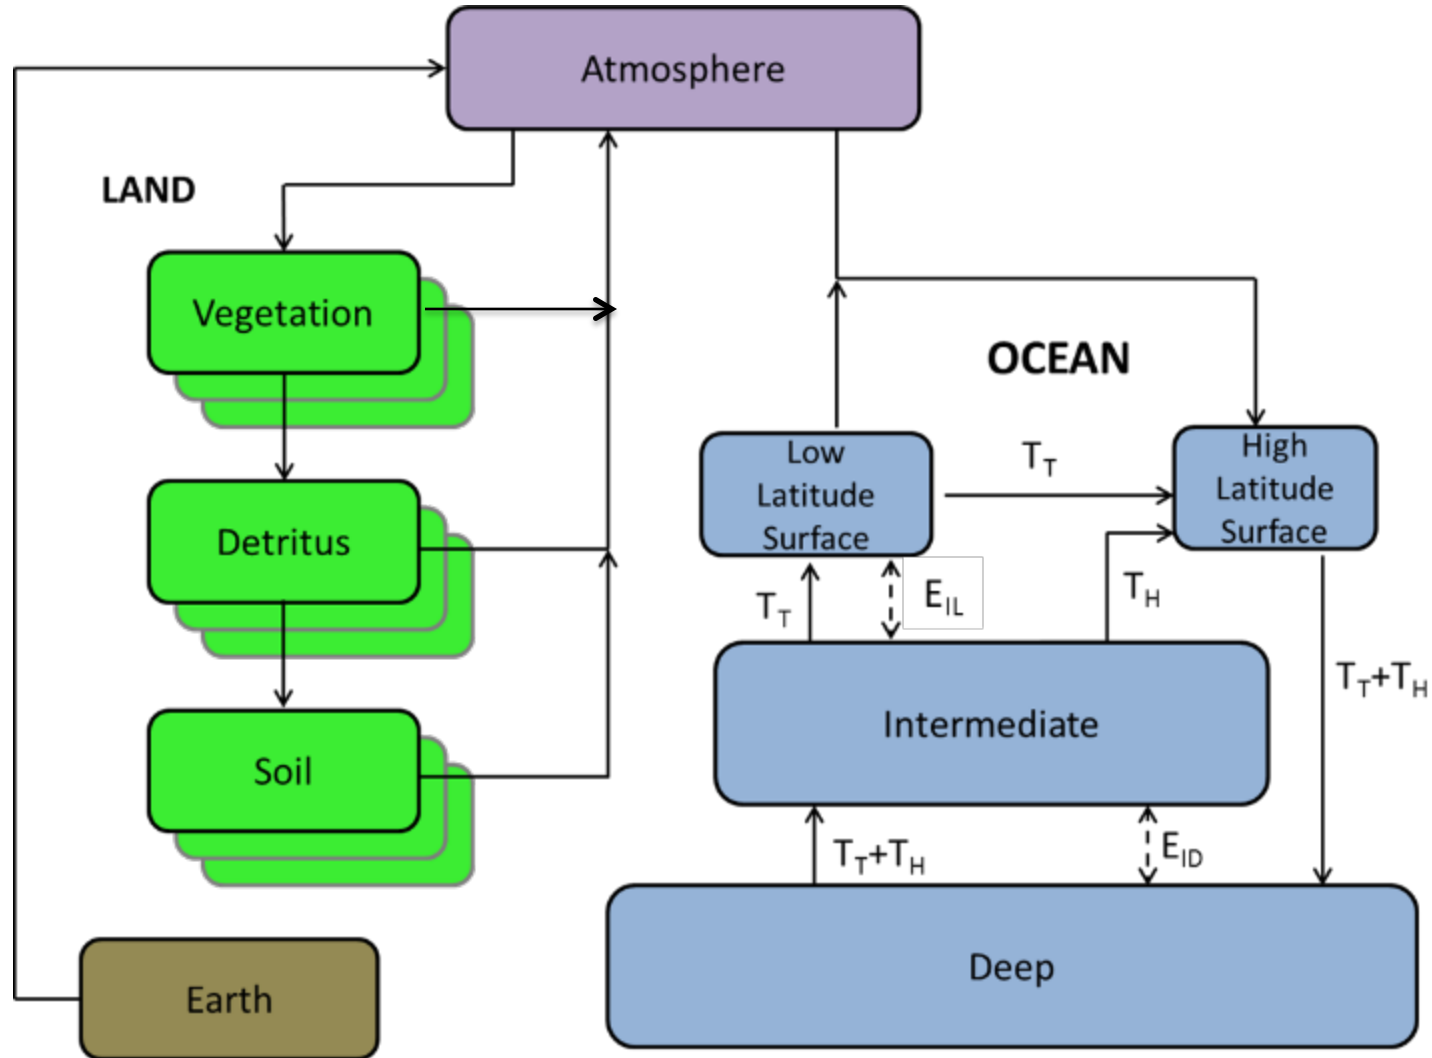 Atmosphere
LAND
Vegetation
OCEAN
Low
Latitude
Surface
T_T
High
Latitude
Surface
Detritus
T_T
E_IL
T_H
T_T+T_H
Intermediate
Soil
T_T+T_H
E_ID
Deep
Earth